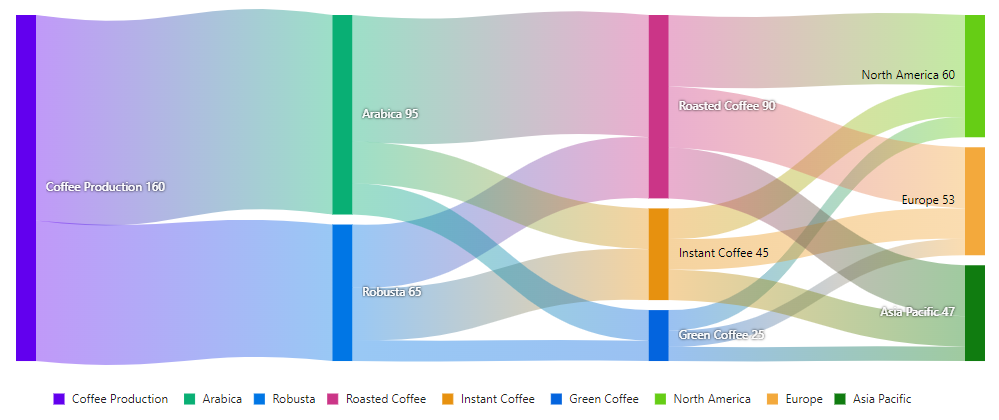 North America 60
Roasted Coffee 90
Arabica 95
Coffee Production 160
Europe 53
Instant Coffee 45
Robusta 65
Asia Pacific 47
Green Coffee 25
Coffee Production Arabica Robusta Roasted Coffee Instant Coffee Green Coffee North America Europe Asia Pacific